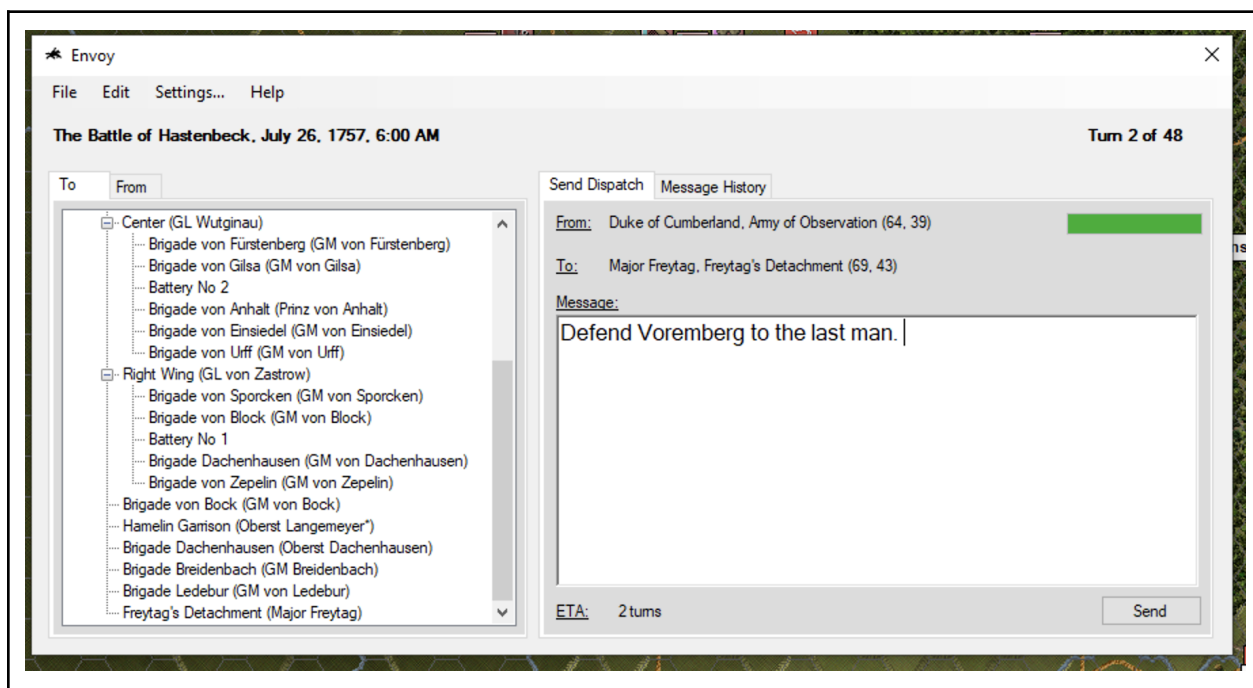 Envoy
File Edit Settings... Help
The Battle of Hastenbeck, July 26, 1757, 6:00 AM
Turn 2 of 48
To From
Center (GL Wutginau)
Brigade von Fürstenberg (GM von Fürstenberg)
Brigade von Gilsa (GM von Gilsa)
Battery No 2
Brigade von Anhalt (Prinz von Anhalt)
Brigade von Einsiedel (GM von Einsiedel)
Brigade von Urff (GM von Urff)
Right Wing (GL von Zastrow)
Brigade von Sporcken (GM von Sporcken)
Brigade von Block (GM von Block)
Battery No 1
Brigade Dachenhausen (GM von Dachenhausen)
Brigade von Zepelin (GM von Zepelin)
Brigade von Bock (GM von Bock)
Hamelin Garrison (Oberst Langemeyer*)
Brigade Dachenhausen (Oberst Dachenhausen)
Brigade Breidenbach (GM Breidenbach)
Brigade Ledebur (GM von Ledebur)
Freytag's Detachment (Major Freytag)
Send Dispatch Message History
From: Duke of Cumberland, Army of Observation (64, 39)
To: Major Freytag, Freytag's Detachment (69, 43)
Message:
Defend Voremberg to the last man.
ETA: 2 turns
Send